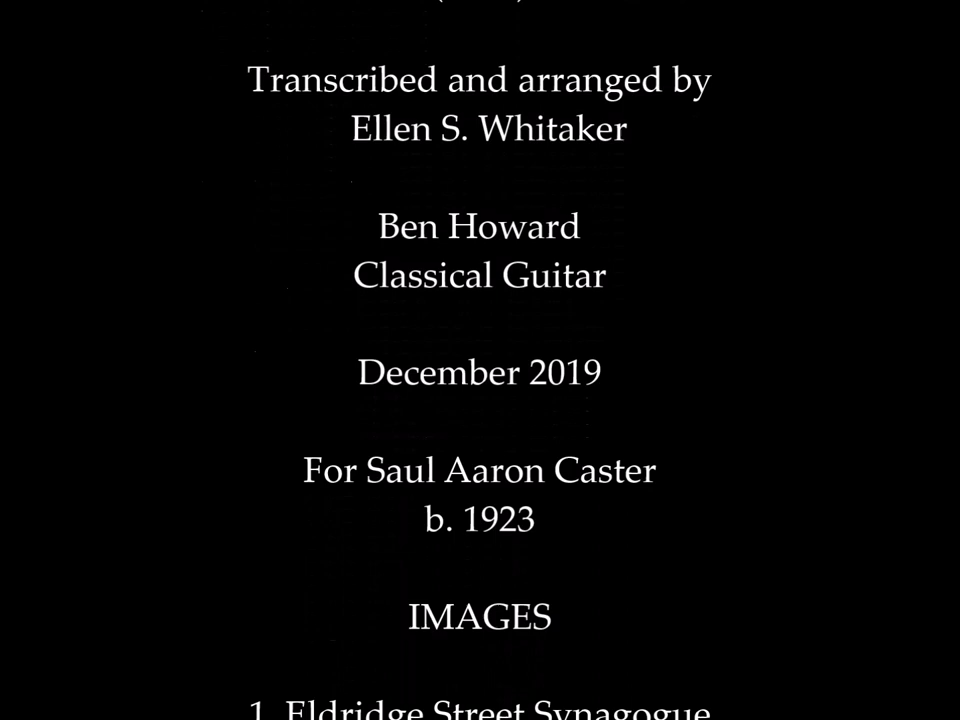 Transcribed and arranged by
Ellen S. Whitaker
Ben Howard
Classical Guitar
December 2019
For Saul Aaron Caster
b. 1923
IMAGES
1. Eldridge Street Synagogue